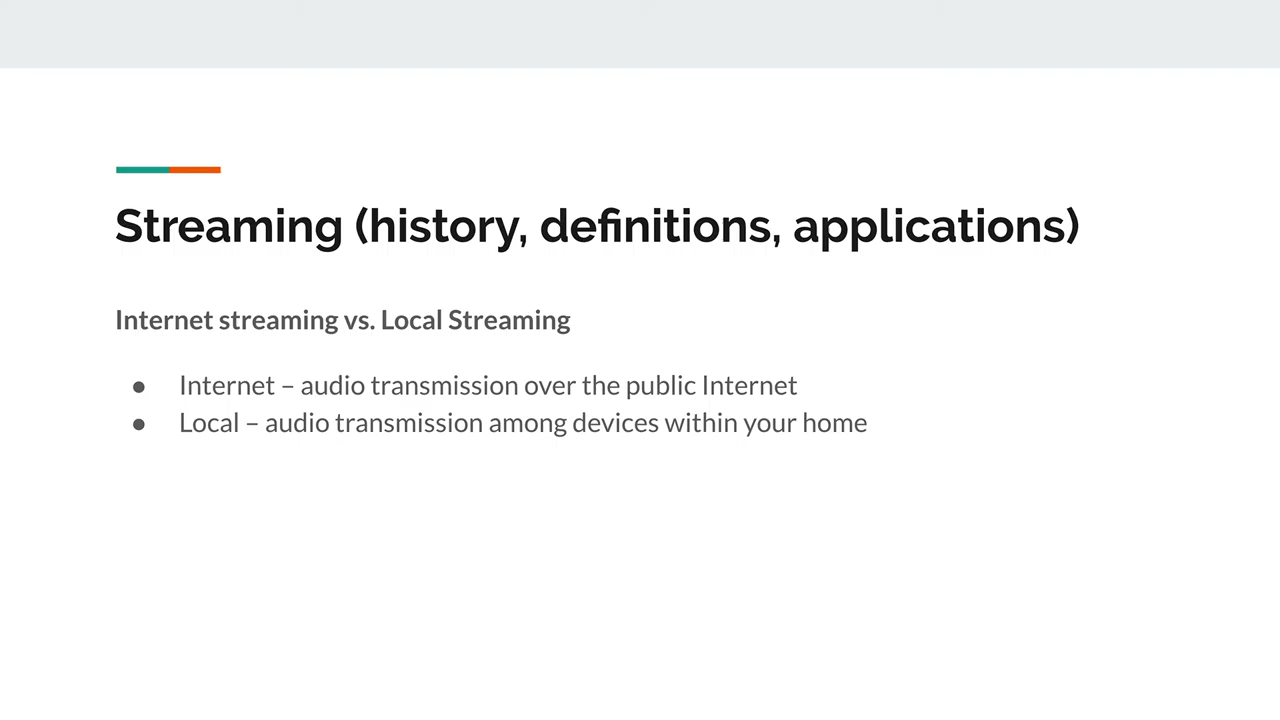 Streaming (history, definitions, applications)
Internet streaming vs. Local Streaming
● Internet – audio transmission over the public Internet
● Local – audio transmission among devices within your home